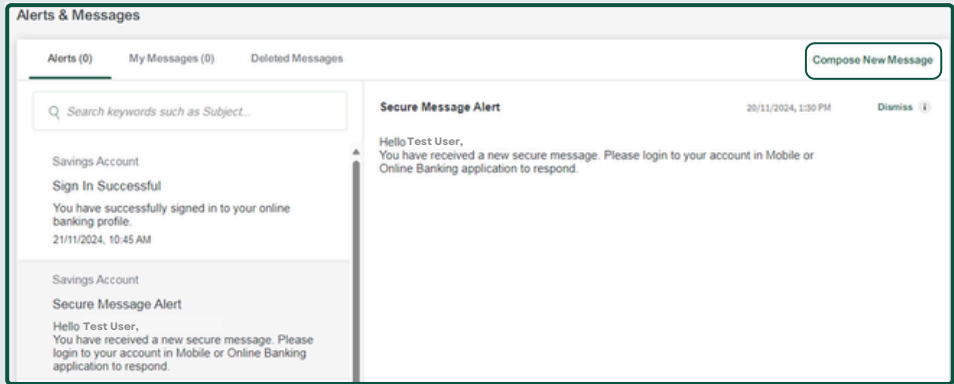 Alerts & Messages
Alerts (0) My Messages (0) Deleted Messages Compose New Message
Search keywords such as Subject...
Savings Account
Sign In Successful
You have successfully signed in to your online
banking profile.
21/11/2024, 10:45 AM
Savings Account
Secure Message Alert
Hello Test User,
You have received a new secure message. Please
login to your account in Mobile or Online Banking
application to respond.
Secure Message Alert 20/11/2024, 1:30 PM Dismiss i
Hello Test User,
You have received a new secure message. Please login to your account in Mobile or
Online Banking application to respond.